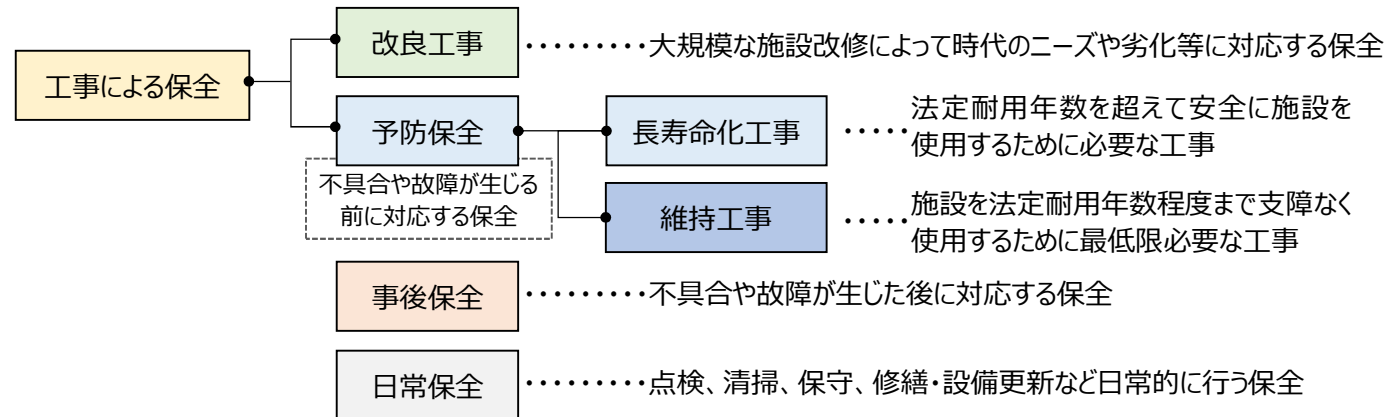 改良工事
・・・・・・・・・大規模な施設改修によって時代のニーズや劣化等に対応する保全
工事による保全
予防保全
不具合や故障が生じる
前に対応する保全
長寿命化工事
・・・・・法定耐用年数を超えて安全に施設を
使用するために必要な工事
維持工事
・・・・・施設を法定耐用年数程度まで支障なく
使用するために最低限必要な工事
事後保全
・・・・・・・・・不具合や故障が生じた後に対応する保全
日常保全
・・・・・・・・・点検、清掃、保守、修繕・設備更新など日常的に行う保全